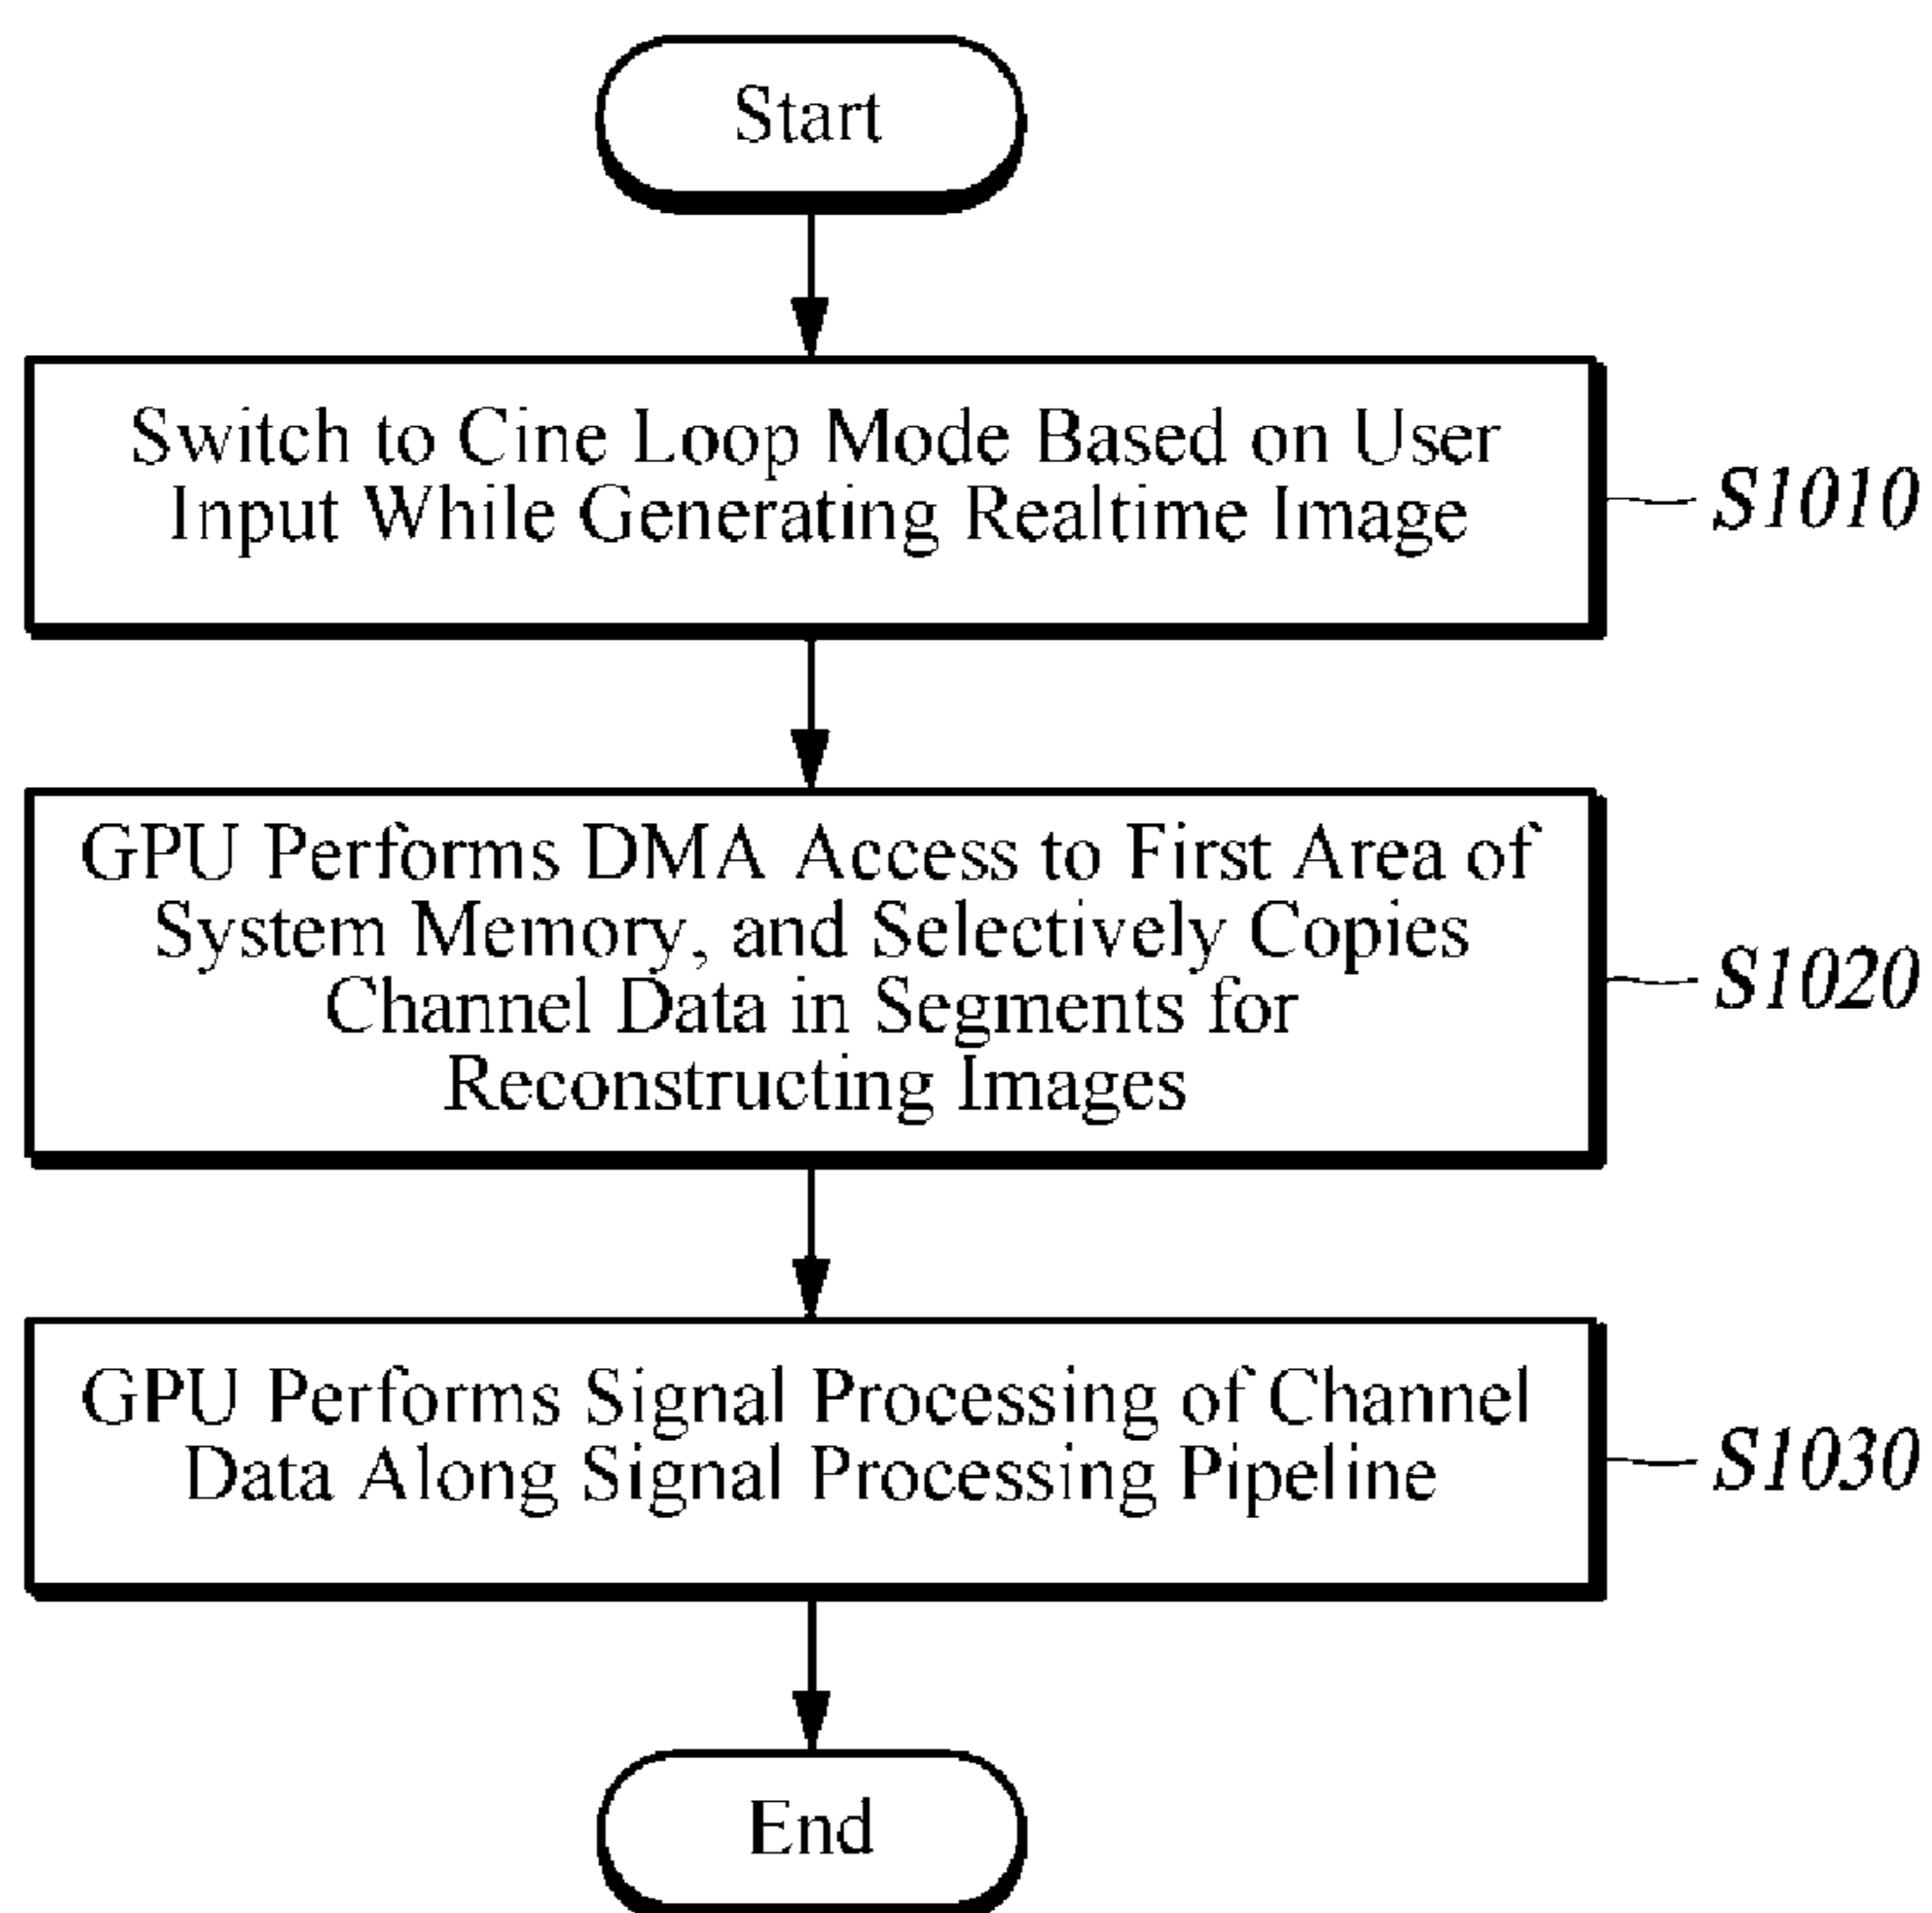 Start
Switch to Cine Loop Mode Based on User
Input While Generating Realtime Image
S1010
GPU Performs DMA Access to First Area of
System Memory, and Selectively Copies
Channel Data in Segments for
Reconstructing Images
S1020
GPU Performs Signal Processing of Channel
Data Along Signal Processing Pipeline
S1030
End